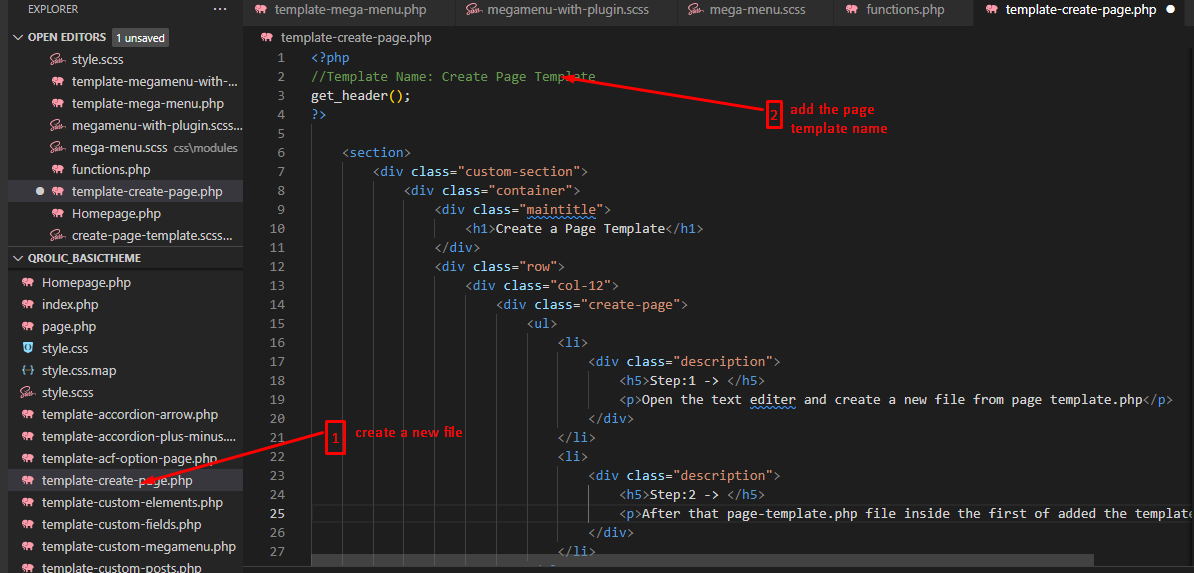 EXPLORER ...
OPEN EDITORS 1 unsaved
style.scss
template-megamenu-with-...
template-mega-menu.php
megamenu-with-plugin.scss...
mega-menu.scss css\modules
functions.php
template-create-page.php
Homepage.php
create-page-template.scss...
QROLIC_BASICTHEME
Homepage.php
index.php
page.php
style.css
style.css.map
style.scss
template-accordion-arrow.php
template-accordion-plus-minus....
template-acf-option-page.php
template-create-page.php
template-custom-elements.php
template-custom-fields.php
template-custom-megamenu.php
template-custom-posts.php
template-mega-menu.php megamenu-with-plugin.scss mega-menu.scss functions.php template-create-page.php
template-create-page.php
1 <?php
2 //Template Name: Create Page Template
3 get_header();
4 ?>
5
6 <section>
7 <div class="custom-section">
8 <div class="container">
9 <div class="maintitle">
10 <h1>Create a Page Template</h1>
11 </div>
12 <div class="row">
13 <div class="col-12">
14 <div class="create-page">
15 <ul>
16 <li>
17 <div class="description">
18 <h5>Step:1 -> </h5>
19 <p>Open the text editer and create a new file from page template.php</p>
20 </div>
21 </li>
22 <li>
23 <div class="description">
24 <h5>Step:2 -> </h5>
25 <p>After that page-template.php file inside the first of added the template
26 </div>
27 </li>
2 add the page
template name
1 create a new file